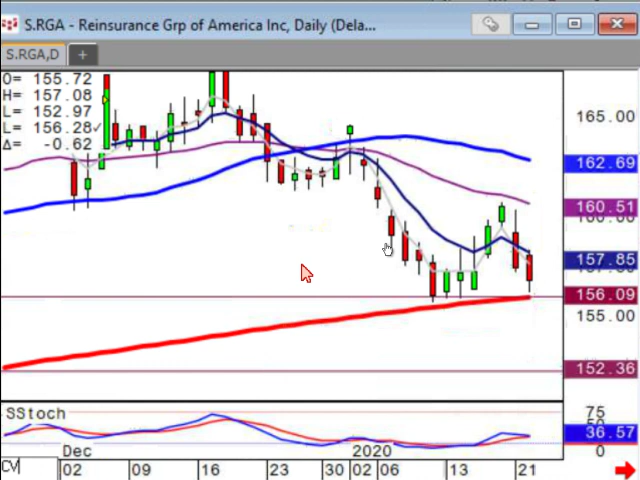 S.RGA - Reinsurance Grp of America Inc, Daily (Dela...
S.RGA,D
+
O= 155.72
H= 157.08
L= 152.97
L= 156.28✓
Δ= -0.62
165.00
162.69
160.51
157.85
156.09
155.00
152.36
SStoch
75
36.57
0
Dec
2020
CV
02
09
16
23
30
02
06
13
21